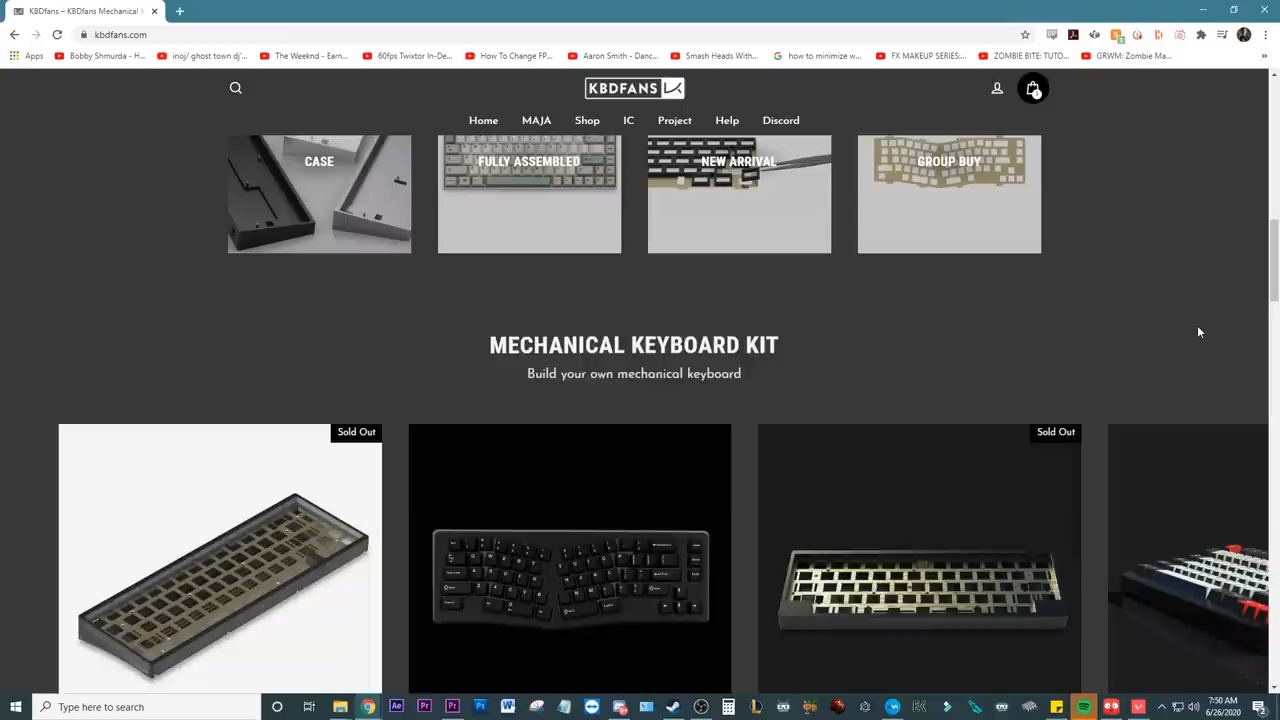 KBDfans – KBDfans Mechanical
kbdfans.com
Apps
Bobby Shmurda - H...
inoj/ ghost town dj'...
The Weeknd - Earn...
60fps Twixtor In-De...
How To Change FP...
Aaron Smith - Danc...
Smash Heads With...
how to minimize w...
FX MAKEUP SERIES:...
ZOMBIE BITE: TUTO...
GRWM: Zombie Ma...
KBDFANS
Home
MAJA
Shop
IC
Project
Help
Discord
CASE
FULLY ASSEMBLED
NEW ARRIVAL
GROUP BUY
MECHANICAL KEYBOARD KIT
Build your own mechanical keyboard
Sold Out
Sold Out
Type here to search
7:50 AM
6/26/2020